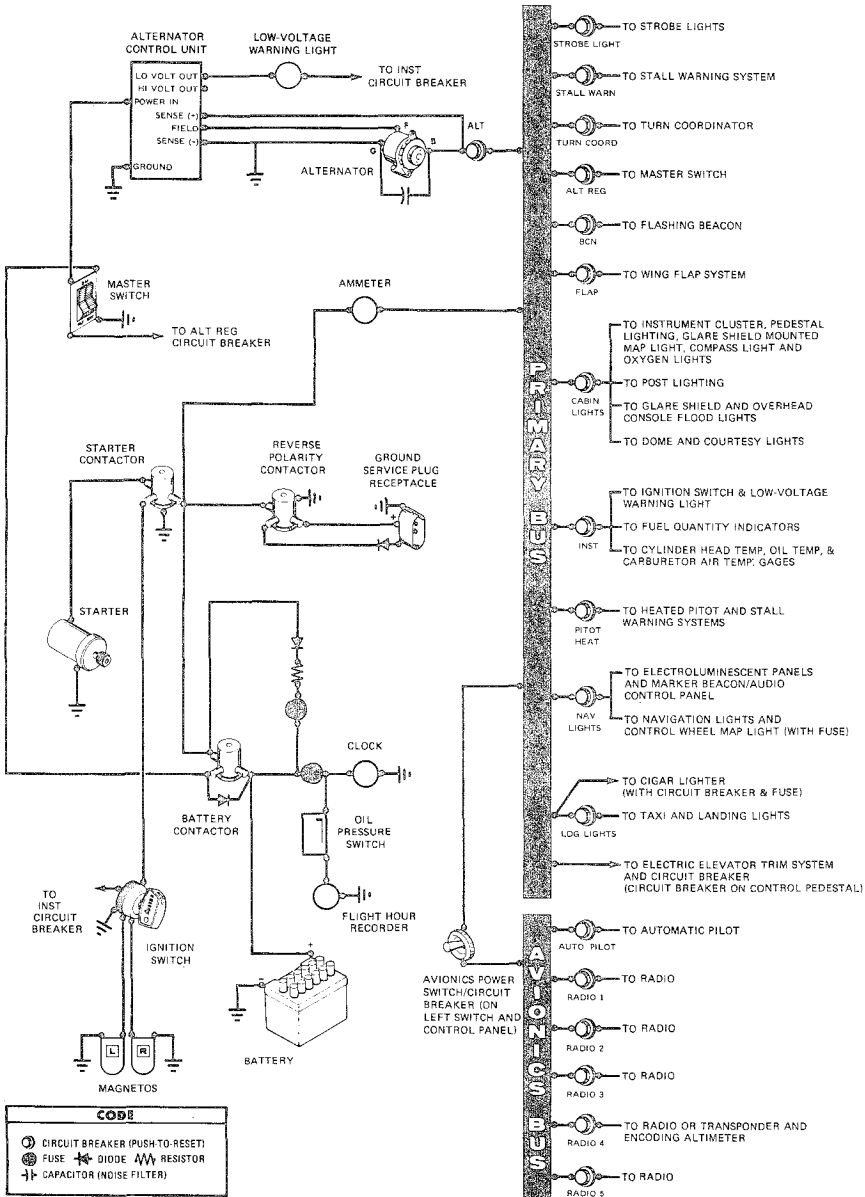 ALTERNATOR
CONTROL UNIT
LOW-VOLTAGE
WARNING LIGHT
LO VOLT OUT
HI VOLT OUT
POWER IN
SENSE (+)
FIELD
SENSE (-)
GROUND
TO INST
CIRCUIT BREAKER
F
G
B
ALTERNATOR
ALT
MASTER
SWITCH
TO ALT REG
CIRCUIT BREAKER
AMMETER
STARTER
CONTACTOR
REVERSE
POLARITY
CONTACTOR
GROUND
SERVICE PLUG
RECEPTACLE
+
STARTER
BATTERY
CONTACTOR
CLOCK
OIL
PRESSURE
SWITCH
FLIGHT HOUR
RECORDER
TO
INST
CIRCUIT
BREAKER
IGNITION
SWITCH
L
R
MAGNETOS
+
-
BATTERY
AVIONICS POWER
SWITCH/CIRCUIT
BREAKER (ON
LEFT SWITCH AND
CONTROL PANEL)
PRIMARY BUS
TO STROBE LIGHTS
STROBE LIGHT
TO STALL WARNING SYSTEM
STALL WARN
TO TURN COORDINATOR
TURN COORD
TO MASTER SWITCH
ALT REG
TO FLASHING BEACON
BCN
TO WING FLAP SYSTEM
FLAP
TO INSTRUMENT CLUSTER, PEDESTAL
LIGHTING, GLARE SHIELD MOUNTED
MAP LIGHT, COMPASS LIGHT AND
OXYGEN LIGHTS
TO POST LIGHTING
CABIN
LIGHTS
TO GLARE SHIELD AND OVERHEAD
CONSOLE FLOOD LIGHTS
TO DOME AND COURTESY LIGHTS
TO IGNITION SWITCH & LOW-VOLTAGE
WARNING LIGHT
TO FUEL QUANTITY INDICATORS
INST
TO CYLINDER HEAD TEMP, OIL TEMP, &
CARBURETOR AIR TEMP. GAGES
TO HEATED PITOT AND STALL
WARNING SYSTEMS
PITOT
HEAT
TO ELECTROLUMINESCENT PANELS
AND MARKER BEACON/AUDIO
CONTROL PANEL
NAV
LIGHTS
TO NAVIGATION LIGHTS AND
CONTROL WHEEL MAP LIGHT (WITH FUSE)
TO CIGAR LIGHTER
(WITH CIRCUIT BREAKER & FUSE)
TO TAXI AND LANDING LIGHTS
LDG LIGHTS
TO ELECTRIC ELEVATOR TRIM SYSTEM
AND CIRCUIT BREAKER
(CIRCUIT BREAKER ON CONTROL PEDESTAL)
AVIONICS BUS
TO AUTOMATIC PILOT
AUTO PILOT
TO RADIO
RADIO 1
TO RADIO
RADIO 2
TO RADIO
RADIO 3
TO RADIO OR TRANSPONDER AND
ENCODING ALTIMETER
RADIO 4
TO RADIO
RADIO 5
CODE
CIRCUIT BREAKER (PUSH-TO-RESET)
FUSE DIODE RESISTOR
CAPACITOR (NOISE FILTER)